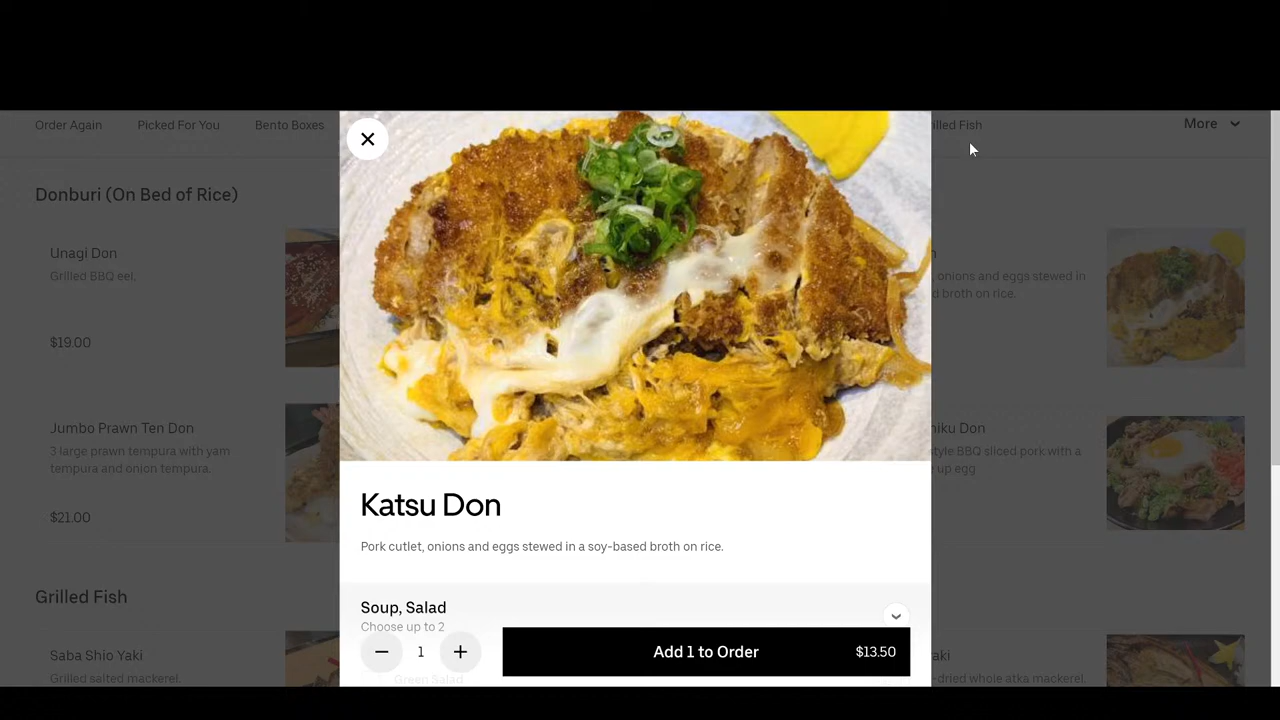 Order Again
Picked For You
Bento Boxes
illed Fish
More
Donburi (On Bed of Rice)
Unagi Don
Grilled BBQ eel.
$19.00
onions and eggs stewed in
d broth on rice.
Jumbo Prawn Ten Don
3 large prawn tempura with yam
tempura and onion tempura.
$21.00
niku Don
style BBQ sliced pork with a
up egg
Grilled Fish
Saba Shio Yaki
Grilled salted mackerel.
aki
-dried whole atka mackerel.
Katsu Don
Pork cutlet, onions and eggs stewed in a soy-based broth on rice.
Soup, Salad
Choose up to 2
1
Add 1 to Order
$13.50
Green Salad